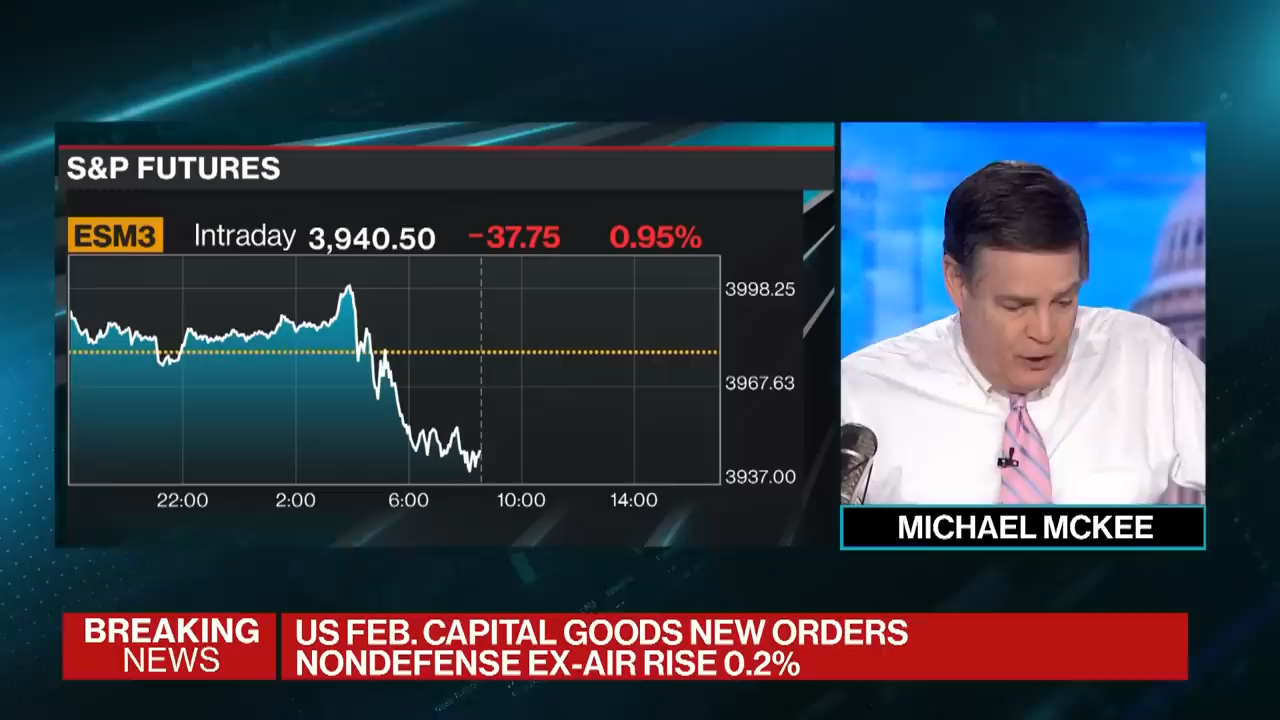 S&P FUTURES
ESM3 Intraday 3,940.50 -37.75 0.95%
3998.25
3967.63
3937.00
22:00 2:00 6:00 10:00 14:00
MICHAEL MCKEE
BREAKING NEWS
US FEB. CAPITAL GOODS NEW ORDERS
NONDEFENSE EX-AIR RISE 0.2%